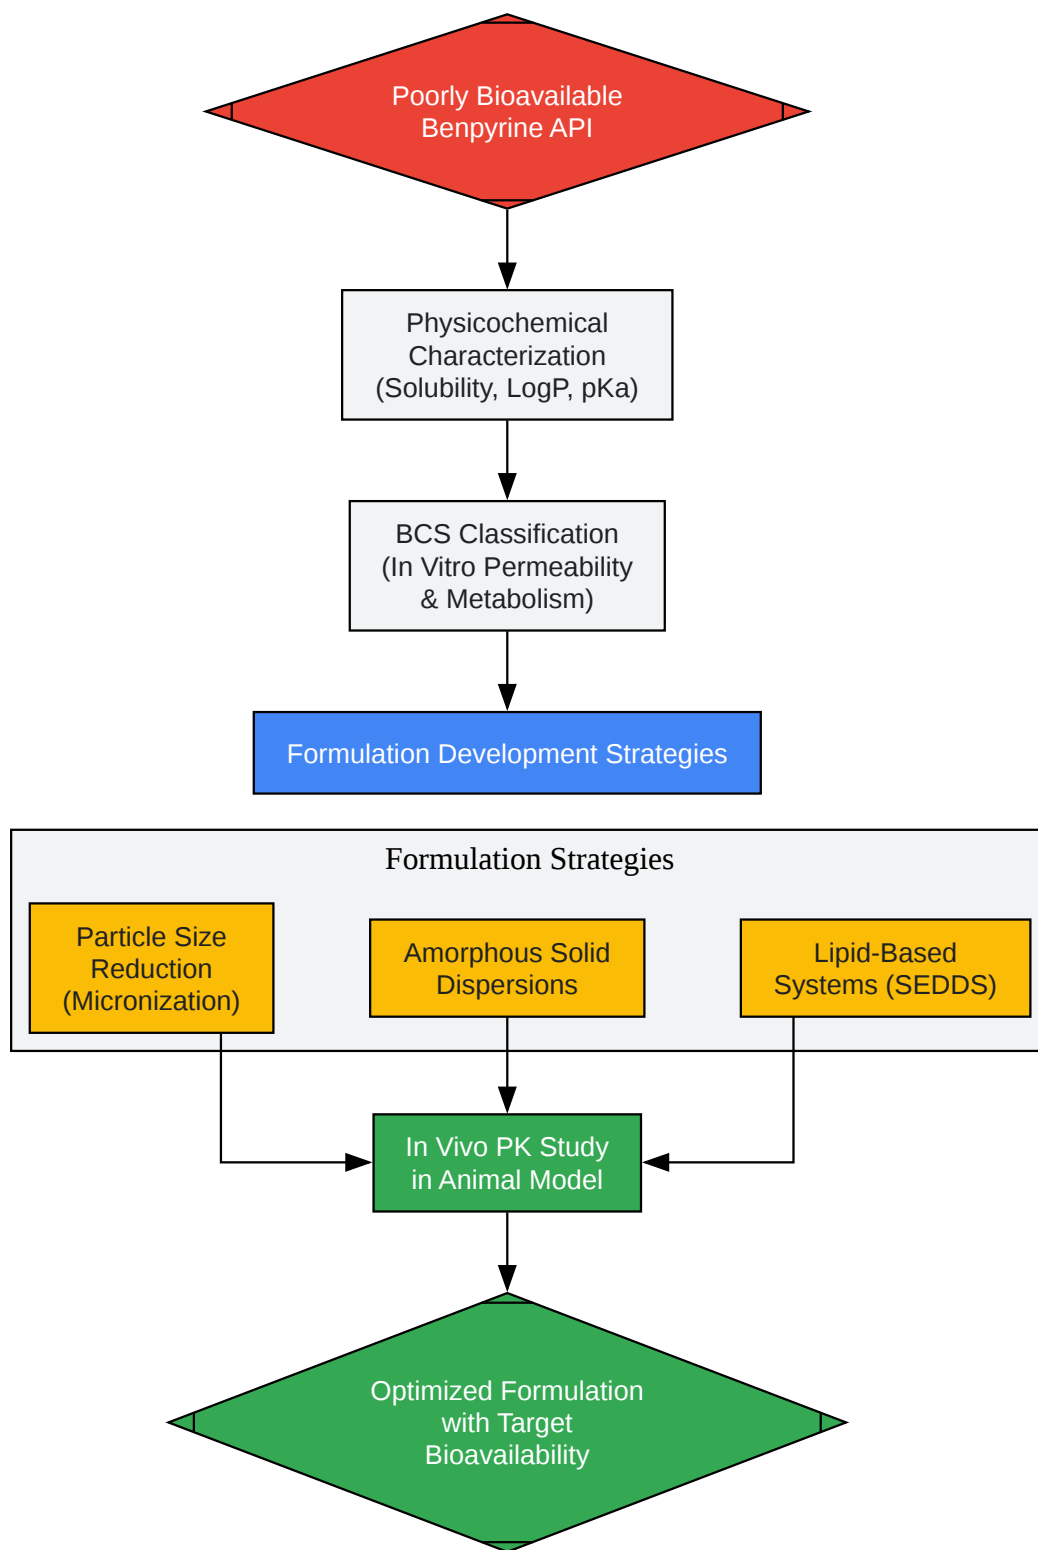 Poorly Bioavailable
Benpyrine API
Physicochemical
Characterization
(Solubility, LogP, pKa)
BCS Classification
(In Vitro Permeability
& Metabolism)
Formulation Development Strategies
Formulation Strategies
Particle Size
Reduction
(Micronization)
Amorphous Solid
Dispersions
Lipid-Based
Systems (SEDDS)
In Vivo PK Study
in Animal Model
Optimized Formulation
with Target
Bioavailability